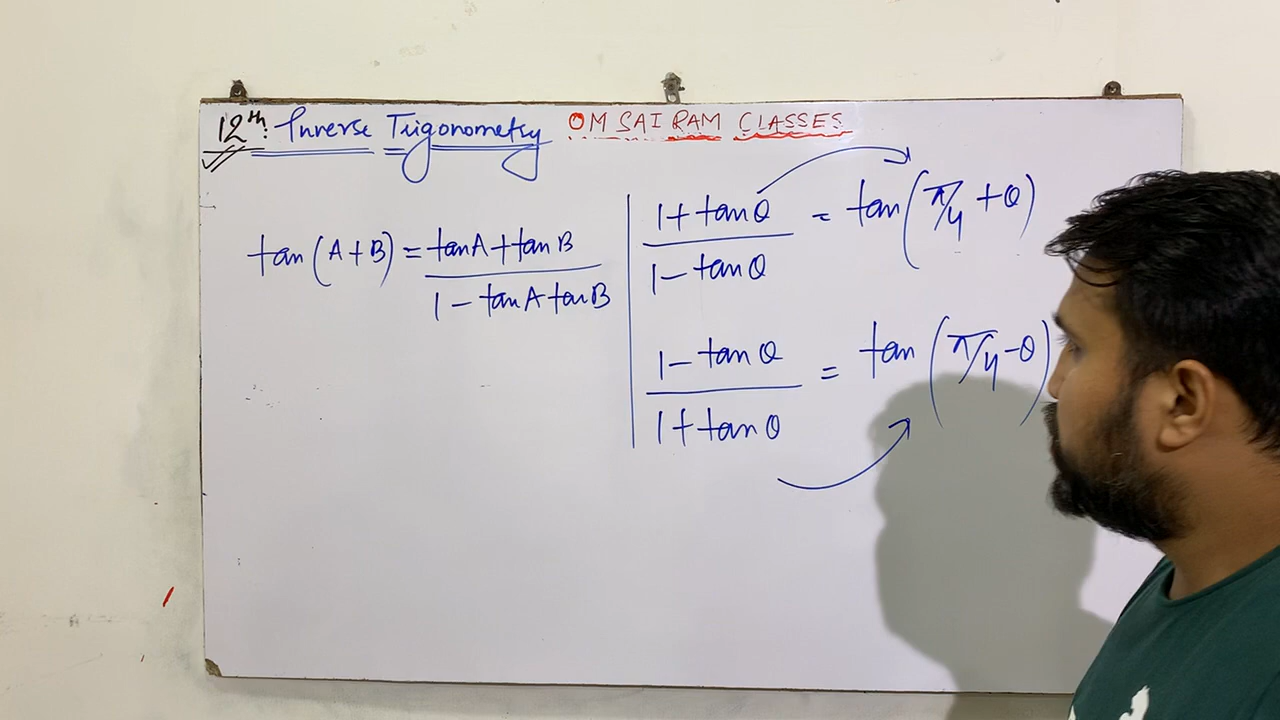 12th: Inverse Trigonometry OM SAI RAM CLASSES
tan(A+B) = tanA+tanB
1-tanA tanB
1+tanθ = tan(π/4+θ)
1-tanθ
1-tanθ = tan(π/4-θ)
1+tanθ